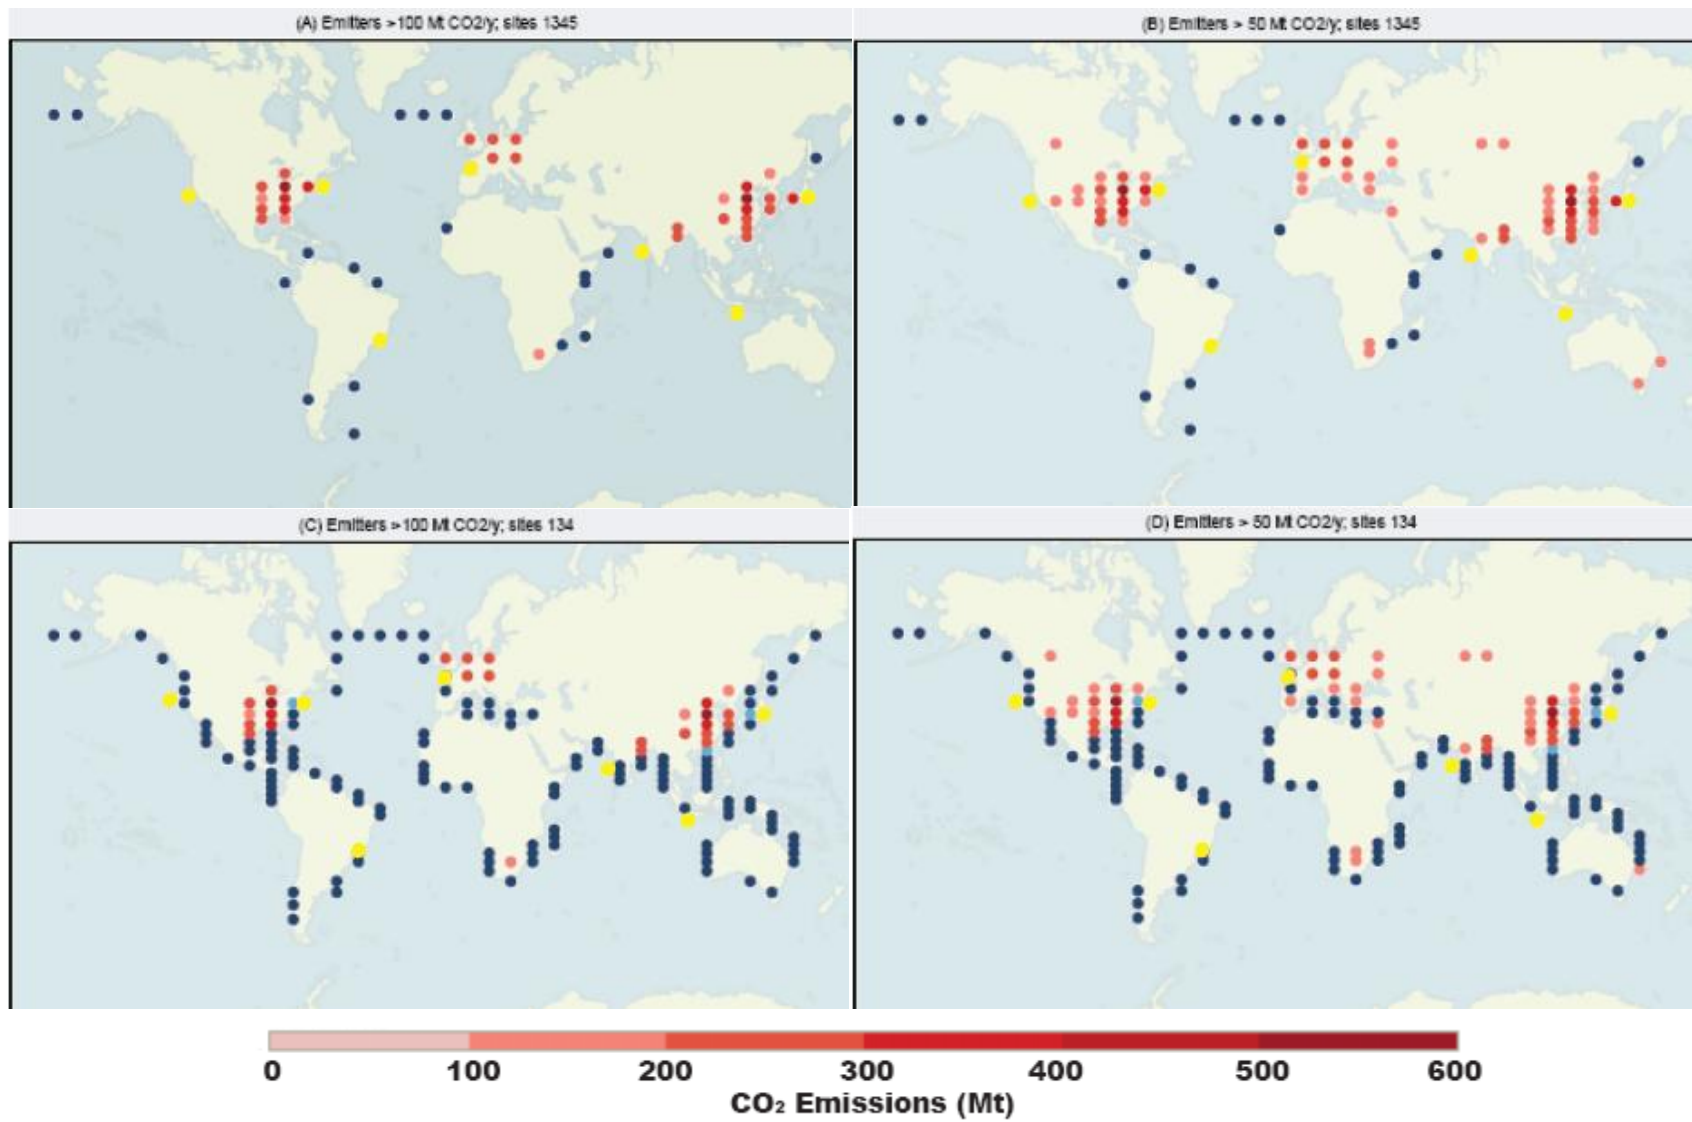 (A) Emitters >100 Mt CO2/y; sites 1345
(B) Emitters > 50 Mt CO2/y; sites 1345
(C) Emitters >100 Mt CO2/y; sites 134
(D) Emitters > 50 Mt CO2/y; sites 134
0 100 200 300 400 500 600
CO₂ Emissions (Mt)